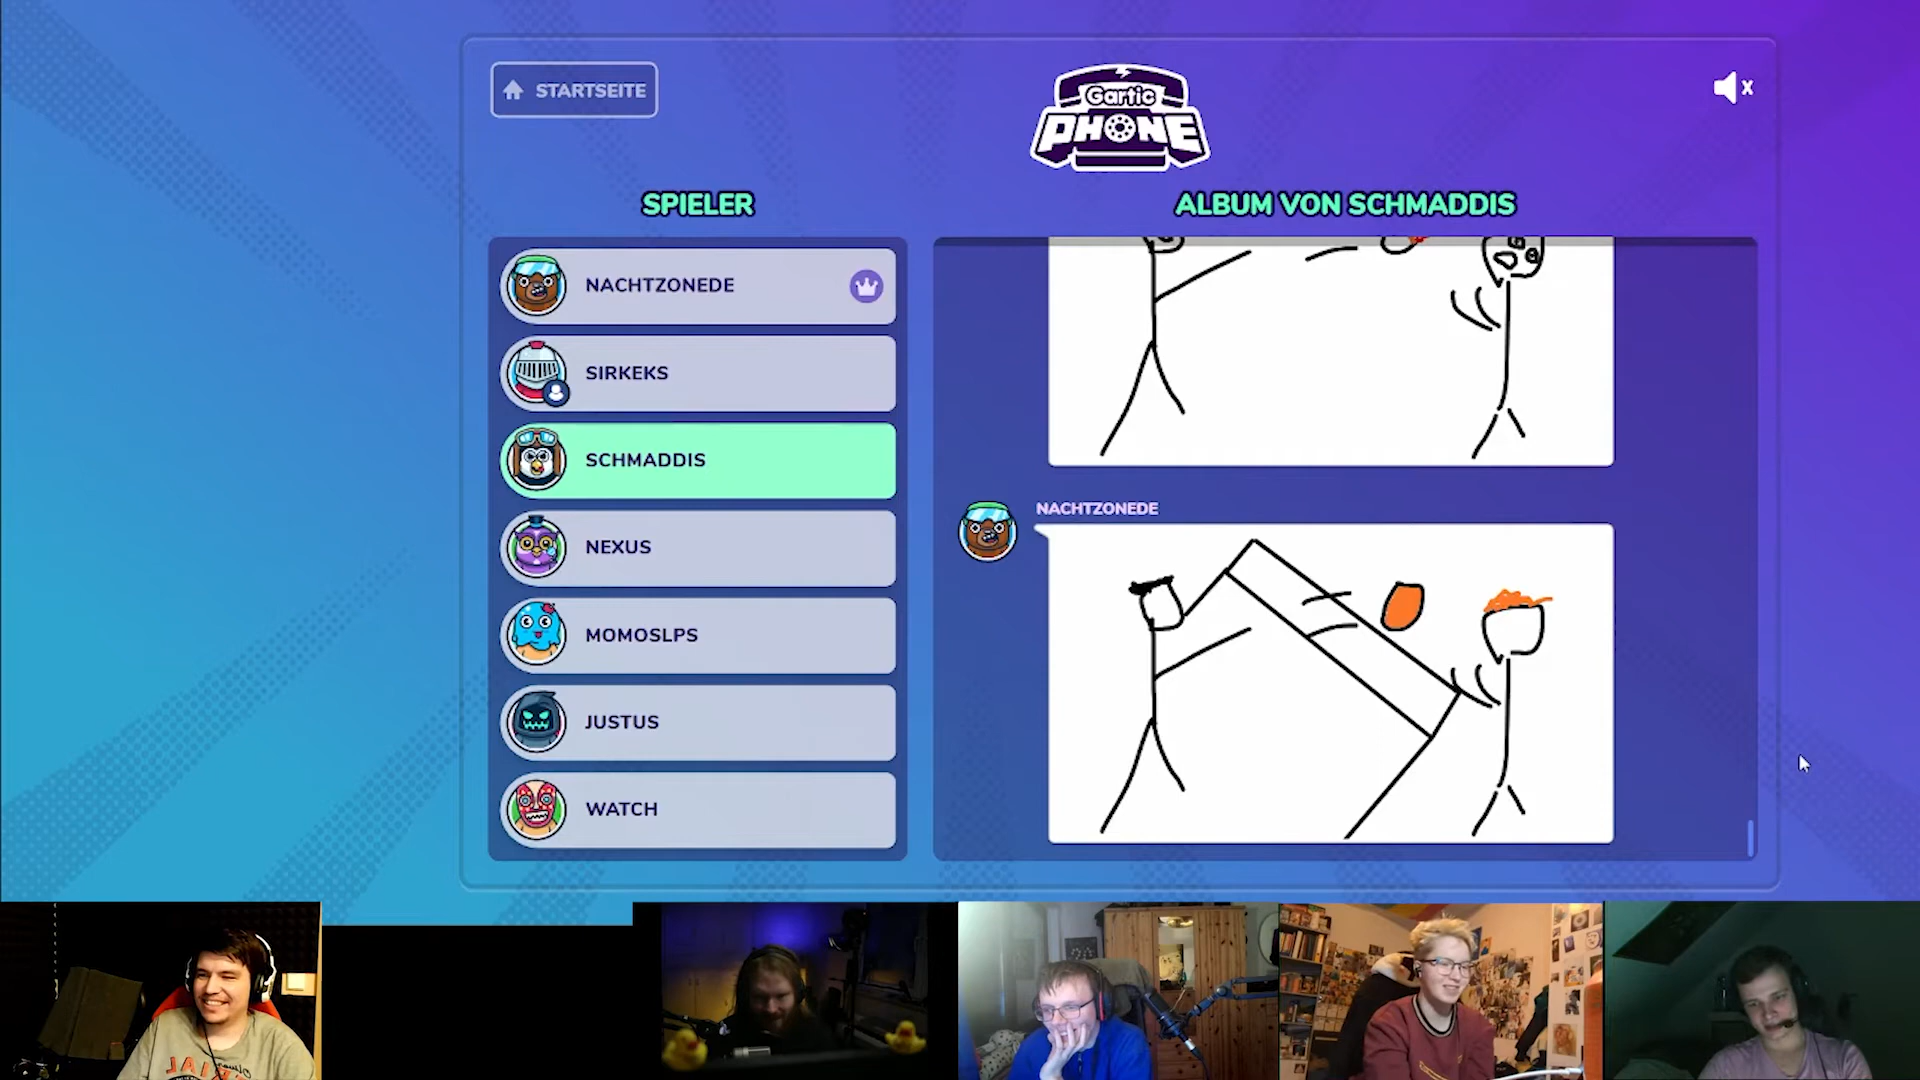 STARTSEITE
Gartic
PHONE
x
SPIELER
ALBUM VON SCHMADDIS
NACHTZONEDE
SIRKEKS
SCHMADDIS
NEXUS
MOMOSLPS
JUSTUS
WATCH
NACHTZONEDE